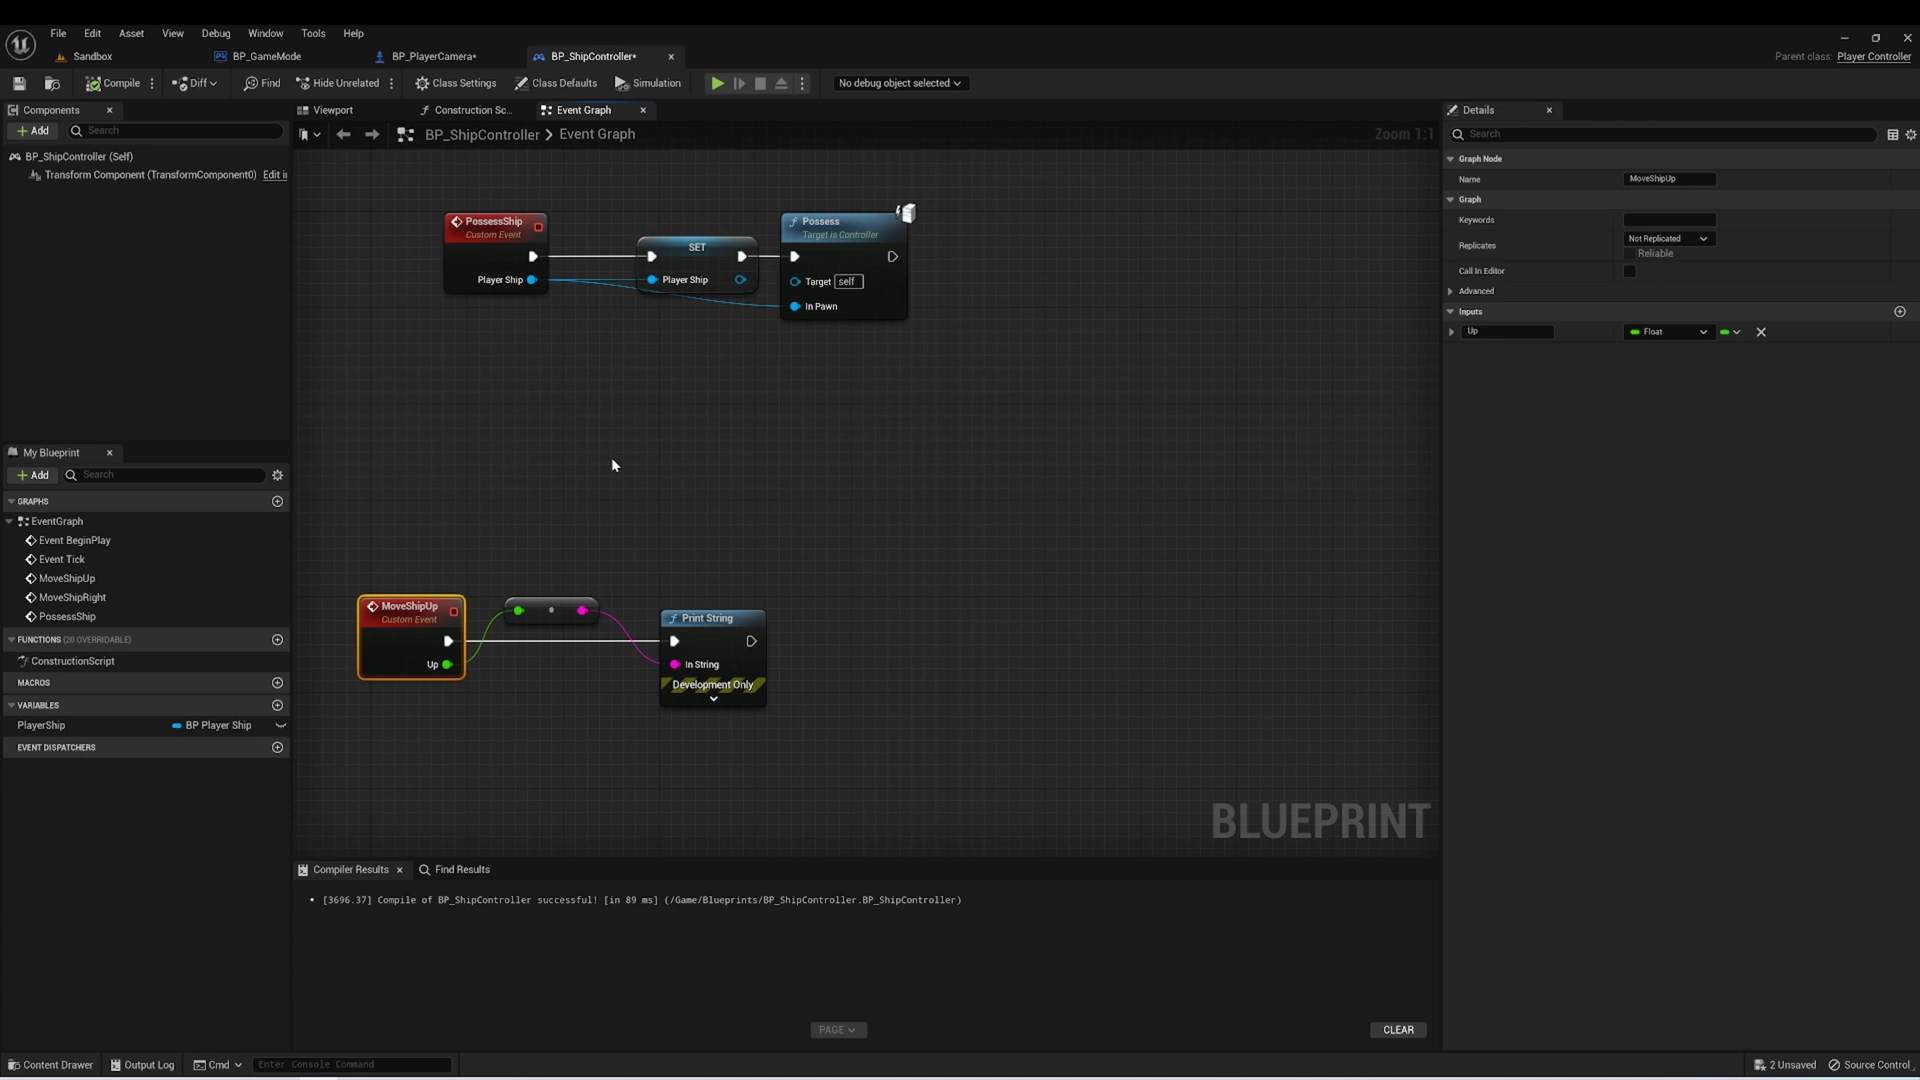 File Edit Asset View Debug Window Tools Help
Sandbox BP_GameMode BP_PlayerCamera* BP_ShipController* Parent class: Player Controller
Compile Diff Find Hide Unrelated Class Settings Class Defaults Simulation No debug object selected
Components Viewport Construction Sc... Event Graph Details
Add Search BP_ShipController > Event Graph Zoom 1:1 Search
BP_ShipController (Self)
Transform Component (TransformComponent0) Edit i
Graph Node
Name MoveShipUp
Graph
Keywords
Replicates Not Replicated
Reliable
Call In Editor
Advanced
Inputs
Up Float
PossessShip
Custom Event
Player Ship
SET
Player Ship
Possess
Target is Controller
Target self
In Pawn
My Blueprint
Add Search
GRAPHS
EventGraph
Event BeginPlay
Event Tick
MoveShipUp
MoveShipRight
PossessShip
FUNCTIONS (20 OVERRIDABLE)
ConstructionScript
MACROS
VARIABLES
PlayerShip BP Player Ship
EVENT DISPATCHERS
MoveShipUp
Custom Event
Up
Print String
In String
Development Only
BLUEPRINT
Compiler Results Find Results
[3696.37] Compile of BP_ShipController successful! [in 89 ms] (/Game/Blueprints/BP_ShipController.BP_ShipController)
PAGE CLEAR
Content Drawer Output Log Cmd Enter Console Command 2 Unsaved Source Control